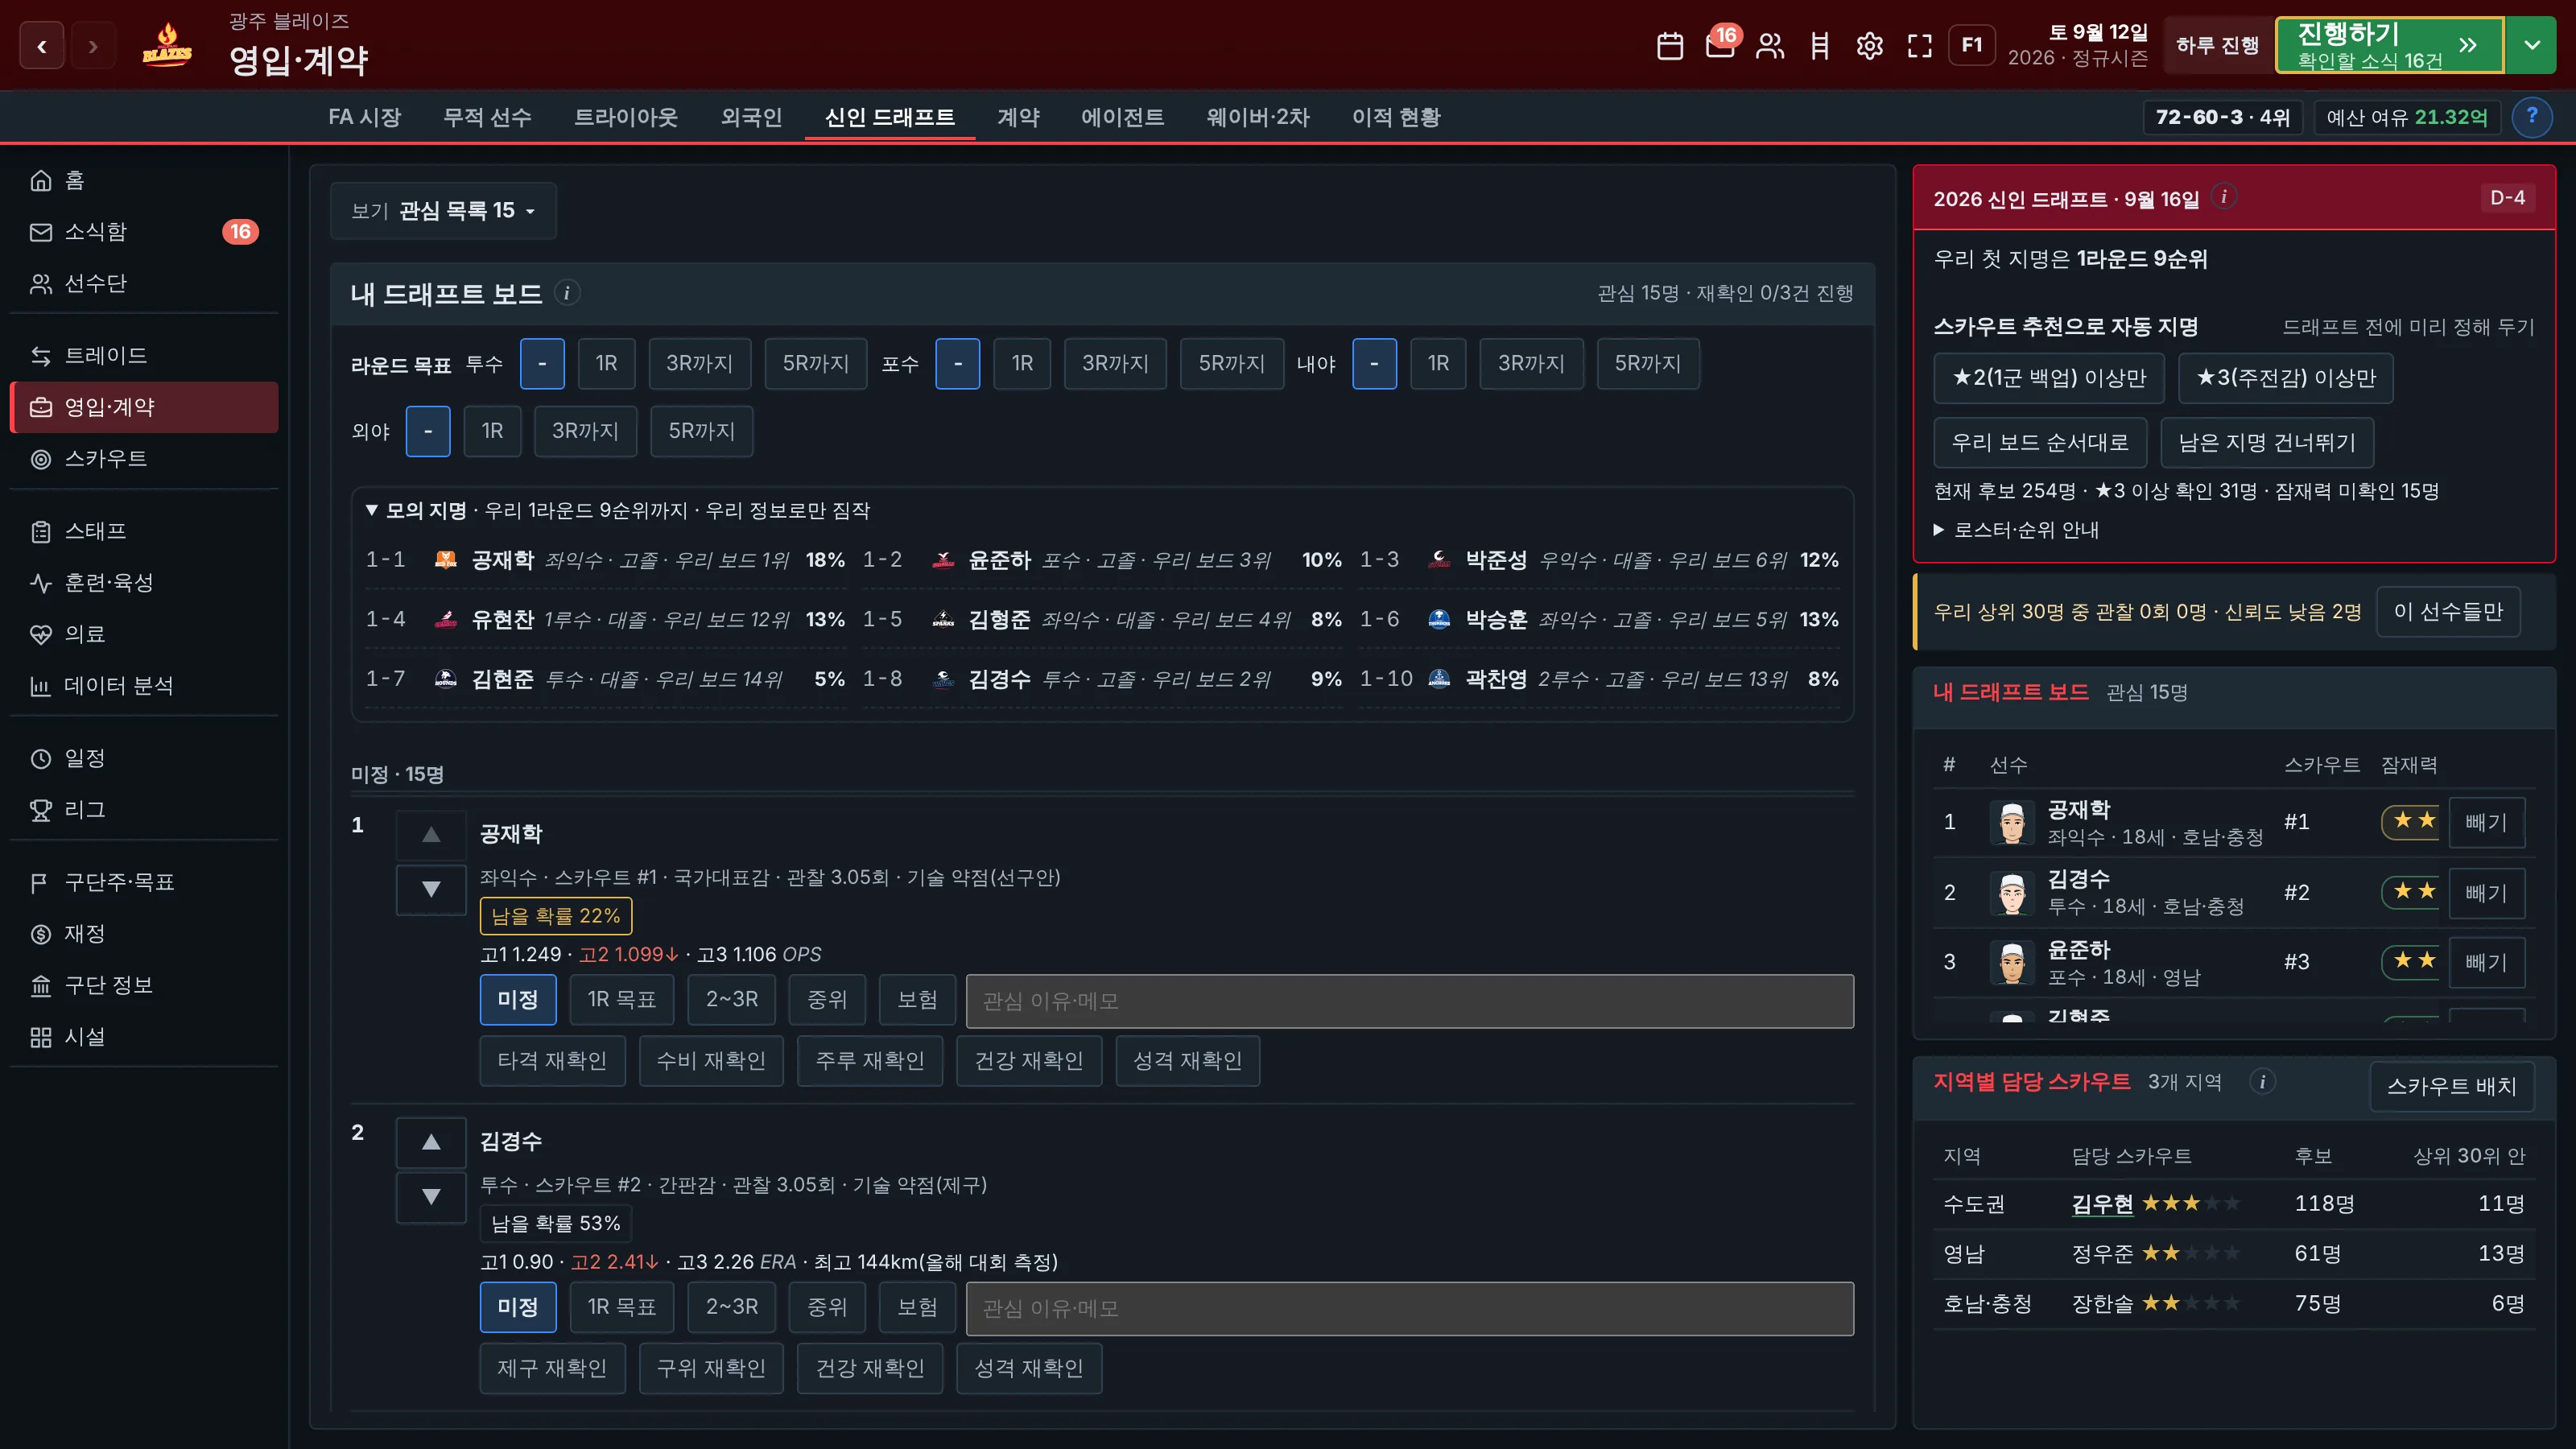 광주 블레이즈
영입·계약
BLAZES
16
F1
토 9월 12일
2026 · 정규시즌
하루 진행
진행하기
확인할 소식 16건
FA 시장 무적 선수 트라이아웃 외국인 신인 드래프트 계약 에이전트 웨이버·2차 이적 현황
72-60-3 · 4위
예산 여유 21.32억
?
홈
소식함 16
선수단
트레이드
영입·계약
스카우트
스태프
훈련·육성
의료
데이터 분석
일정
리그
구단주·목표
재정
구단 정보
시설
보기 관심 목록 15
내 드래프트 보드 i
관심 15명 · 재확인 0/3건 진행
라운드 목표 투수 - 1R 3R까지 5R까지 포수 - 1R 3R까지 5R까지 내야 - 1R 3R까지 5R까지
외야 - 1R 3R까지 5R까지
▼ 모의 지명 · 우리 1라운드 9순위까지 · 우리 정보로만 짐작
1-1 공재학 좌익수 · 고졸 · 우리 보드 1위 18% 1-2 윤준하 포수 · 고졸 · 우리 보드 3위 10% 1-3 박준성 우익수 · 대졸 · 우리 보드 6위 12%
1-4 유현찬 1루수 · 대졸 · 우리 보드 12위 13% 1-5 김형준 좌익수 · 대졸 · 우리 보드 4위 8% 1-6 박승훈 좌익수 · 고졸 · 우리 보드 5위 13%
1-7 김현준 투수 · 대졸 · 우리 보드 14위 5% 1-8 김경수 투수 · 고졸 · 우리 보드 2위 9% 1-10 곽찬영 2루수 · 고졸 · 우리 보드 13위 8%
미정 · 15명
1 ▲ 공재학
▼ 좌익수 · 스카우트 #1 · 국가대표감 · 관찰 3.05회 · 기술 약점(선구안)
남을 확률 22%
고1 1.249 · 고2 1.099↓ · 고3 1.106 OPS
미정 1R 목표 2~3R 중위 보험 관심 이유·메모
타격 재확인 수비 재확인 주루 재확인 건강 재확인 성격 재확인
2 ▲ 김경수
▼ 투수 · 스카우트 #2 · 간판감 · 관찰 3.05회 · 기술 약점(제구)
남을 확률 53%
고1 0.90 · 고2 2.41↓ · 고3 2.26 ERA · 최고 144km(올해 대회 측정)
미정 1R 목표 2~3R 중위 보험 관심 이유·메모
제구 재확인 구위 재확인 건강 재확인 성격 재확인
2026 신인 드래프트 · 9월 16일 i D-4
우리 첫 지명은 1라운드 9순위
스카우트 추천으로 자동 지명 드래프트 전에 미리 정해 두기
★2(1군 백업) 이상만 ★3(주전감) 이상만
우리 보드 순서대로 남은 지명 건너뛰기
현재 후보 254명 · ★3 이상 확인 31명 · 잠재력 미확인 15명
▶ 로스터·순위 안내
우리 상위 30명 중 관찰 0회 0명 · 신뢰도 낮음 2명 이 선수들만
내 드래프트 보드 관심 15명
# 선수 스카우트 잠재력
1 공재학 #1 ★★ 빼기
좌익수 · 18세 · 호남·충청
2 김경수 #2 ★★ 빼기
투수 · 18세 · 호남·충청
3 윤준하 #3 ★★ 빼기
포수 · 18세 · 영남
김형준
지역별 담당 스카우트 3개 지역 i 스카우트 배치
지역 담당 스카우트 후보 상위 30위 안
수도권 김우현 ★★★★★ 118명 11명
영남 정우준 ★★★★★ 61명 13명
호남·충청 장한솔 ★★★★★ 75명 6명